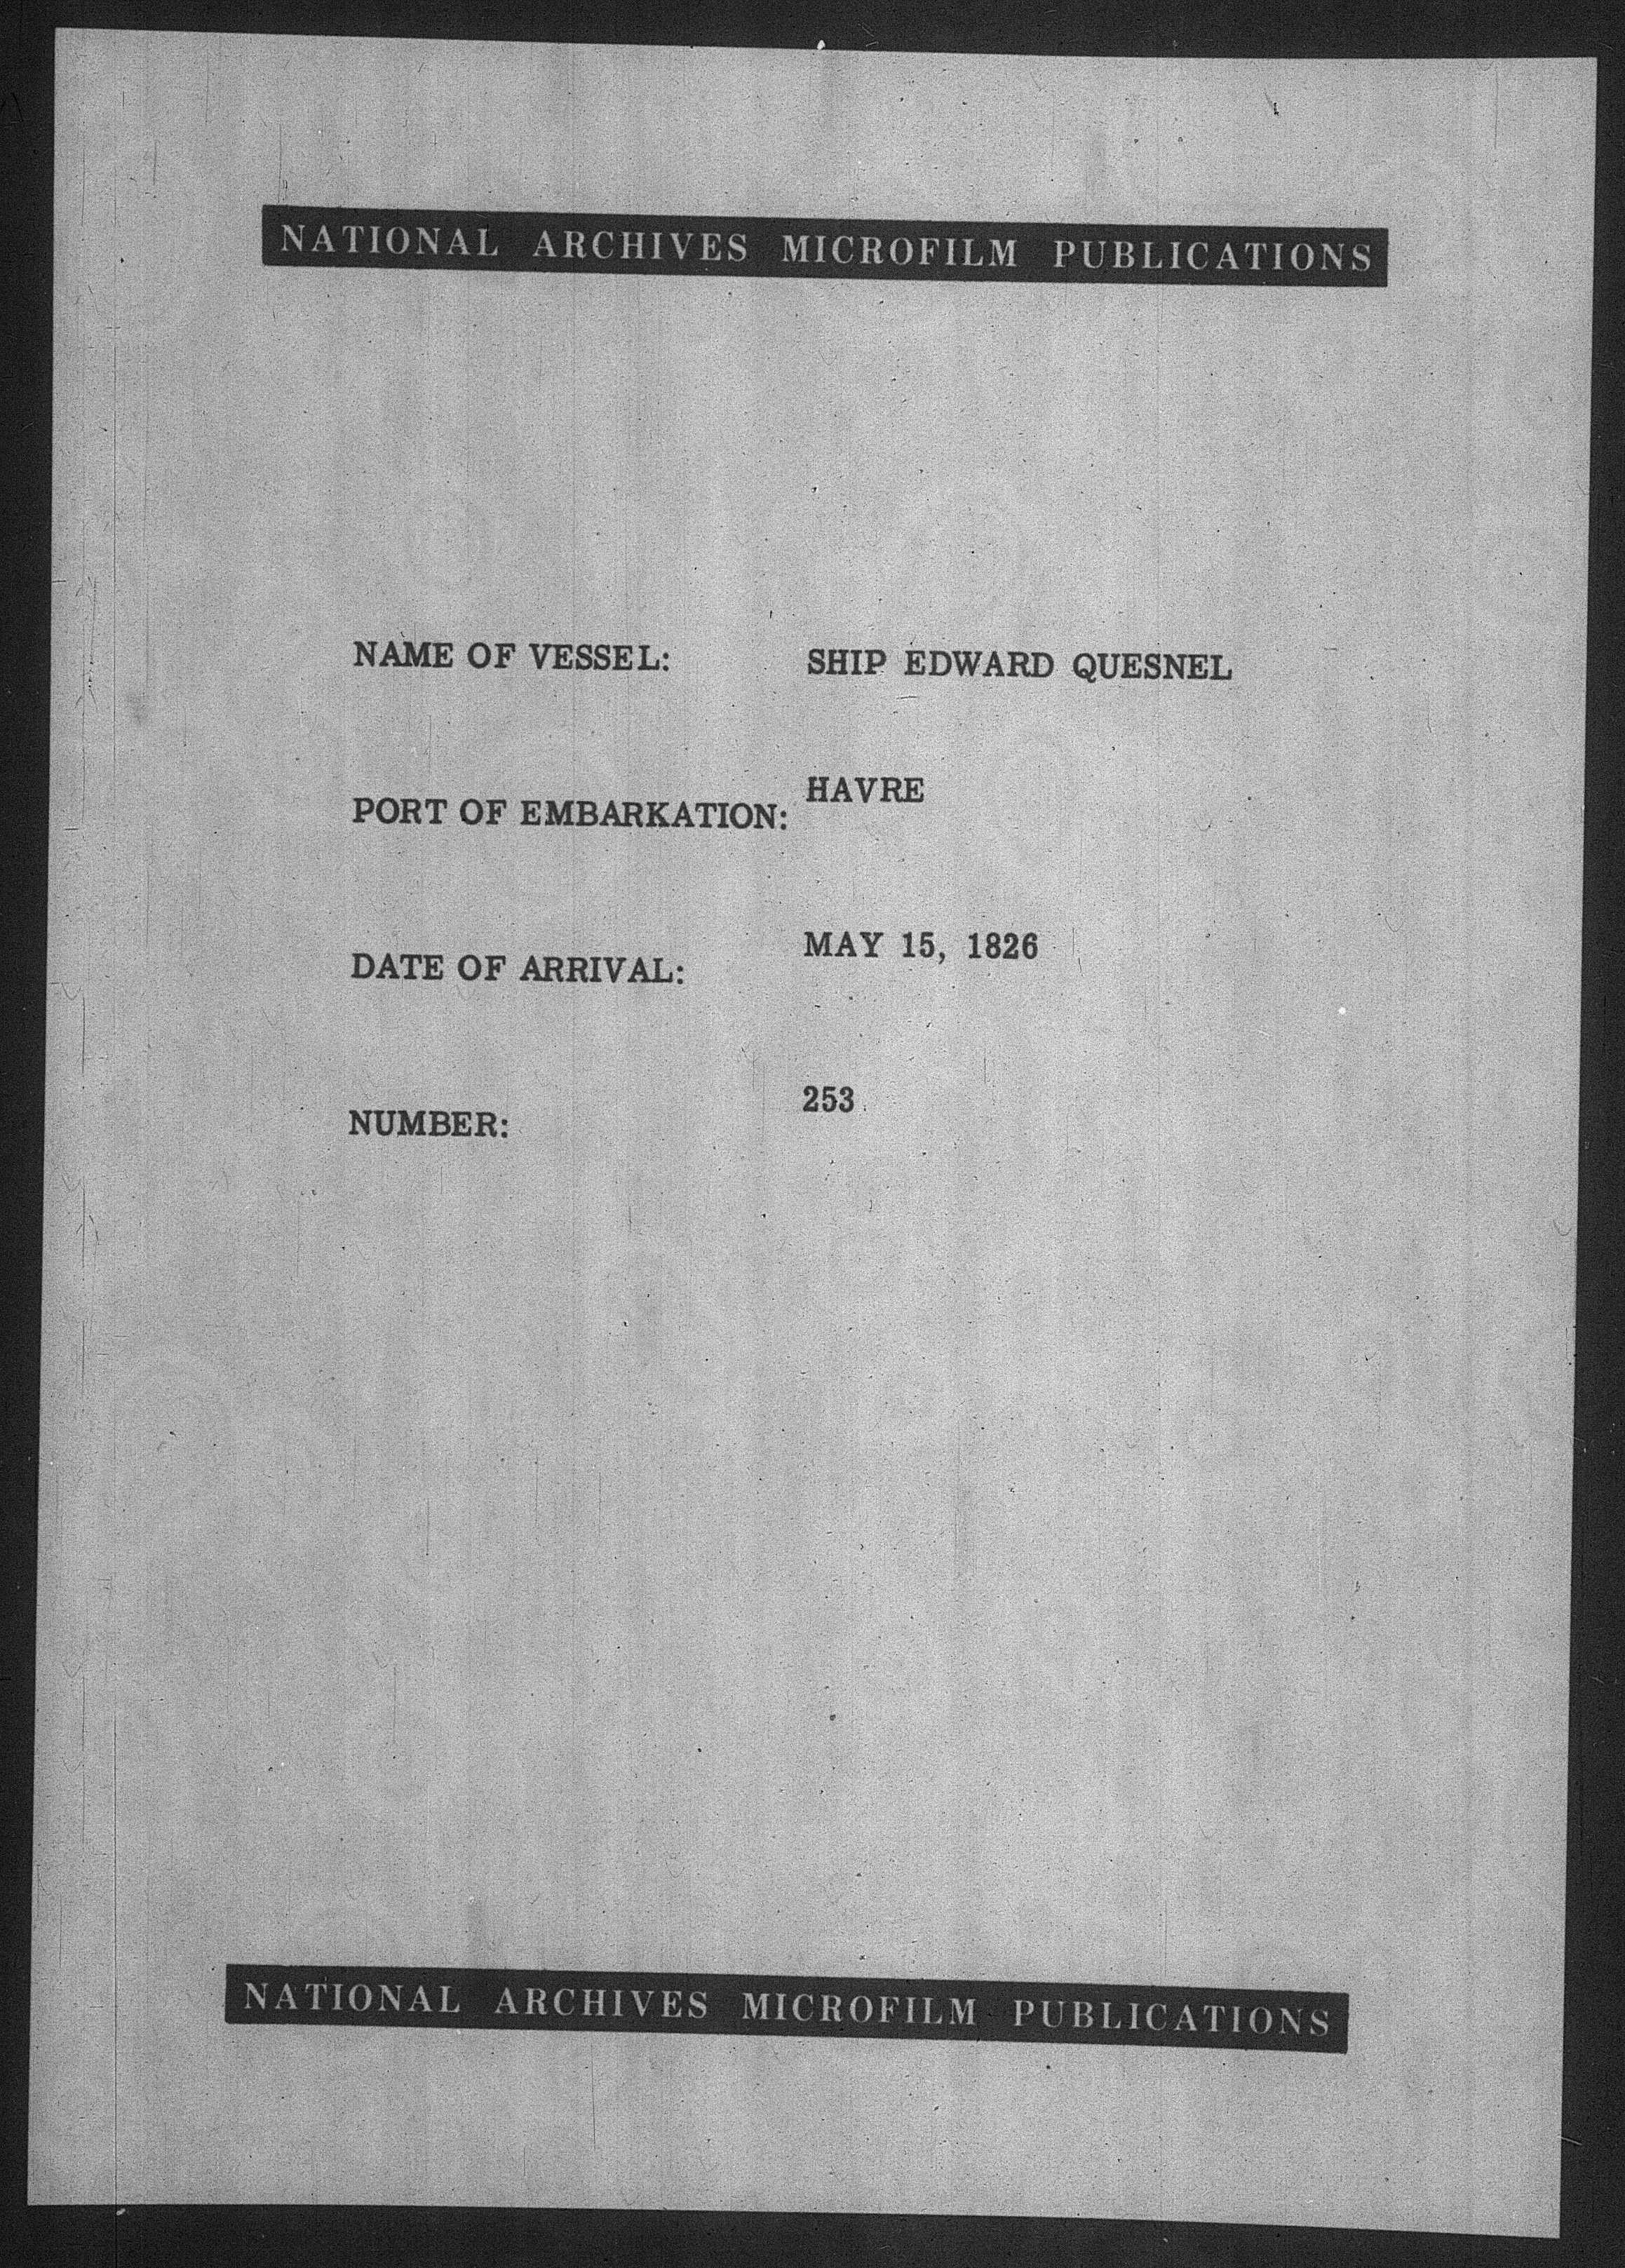 NATIONAL ARCHIVES MICROFILM PUBLICATIONS
NAME OF VESSEL: SHIP EDWARD QUESNEL
PORT OF EMBARKATION: HAVRE
DATE OF ARRIVAL: MAY 15, 1826
NUMBER: 253
NATIONAL ARCHIVES MICROFILM PUBLICATIONS